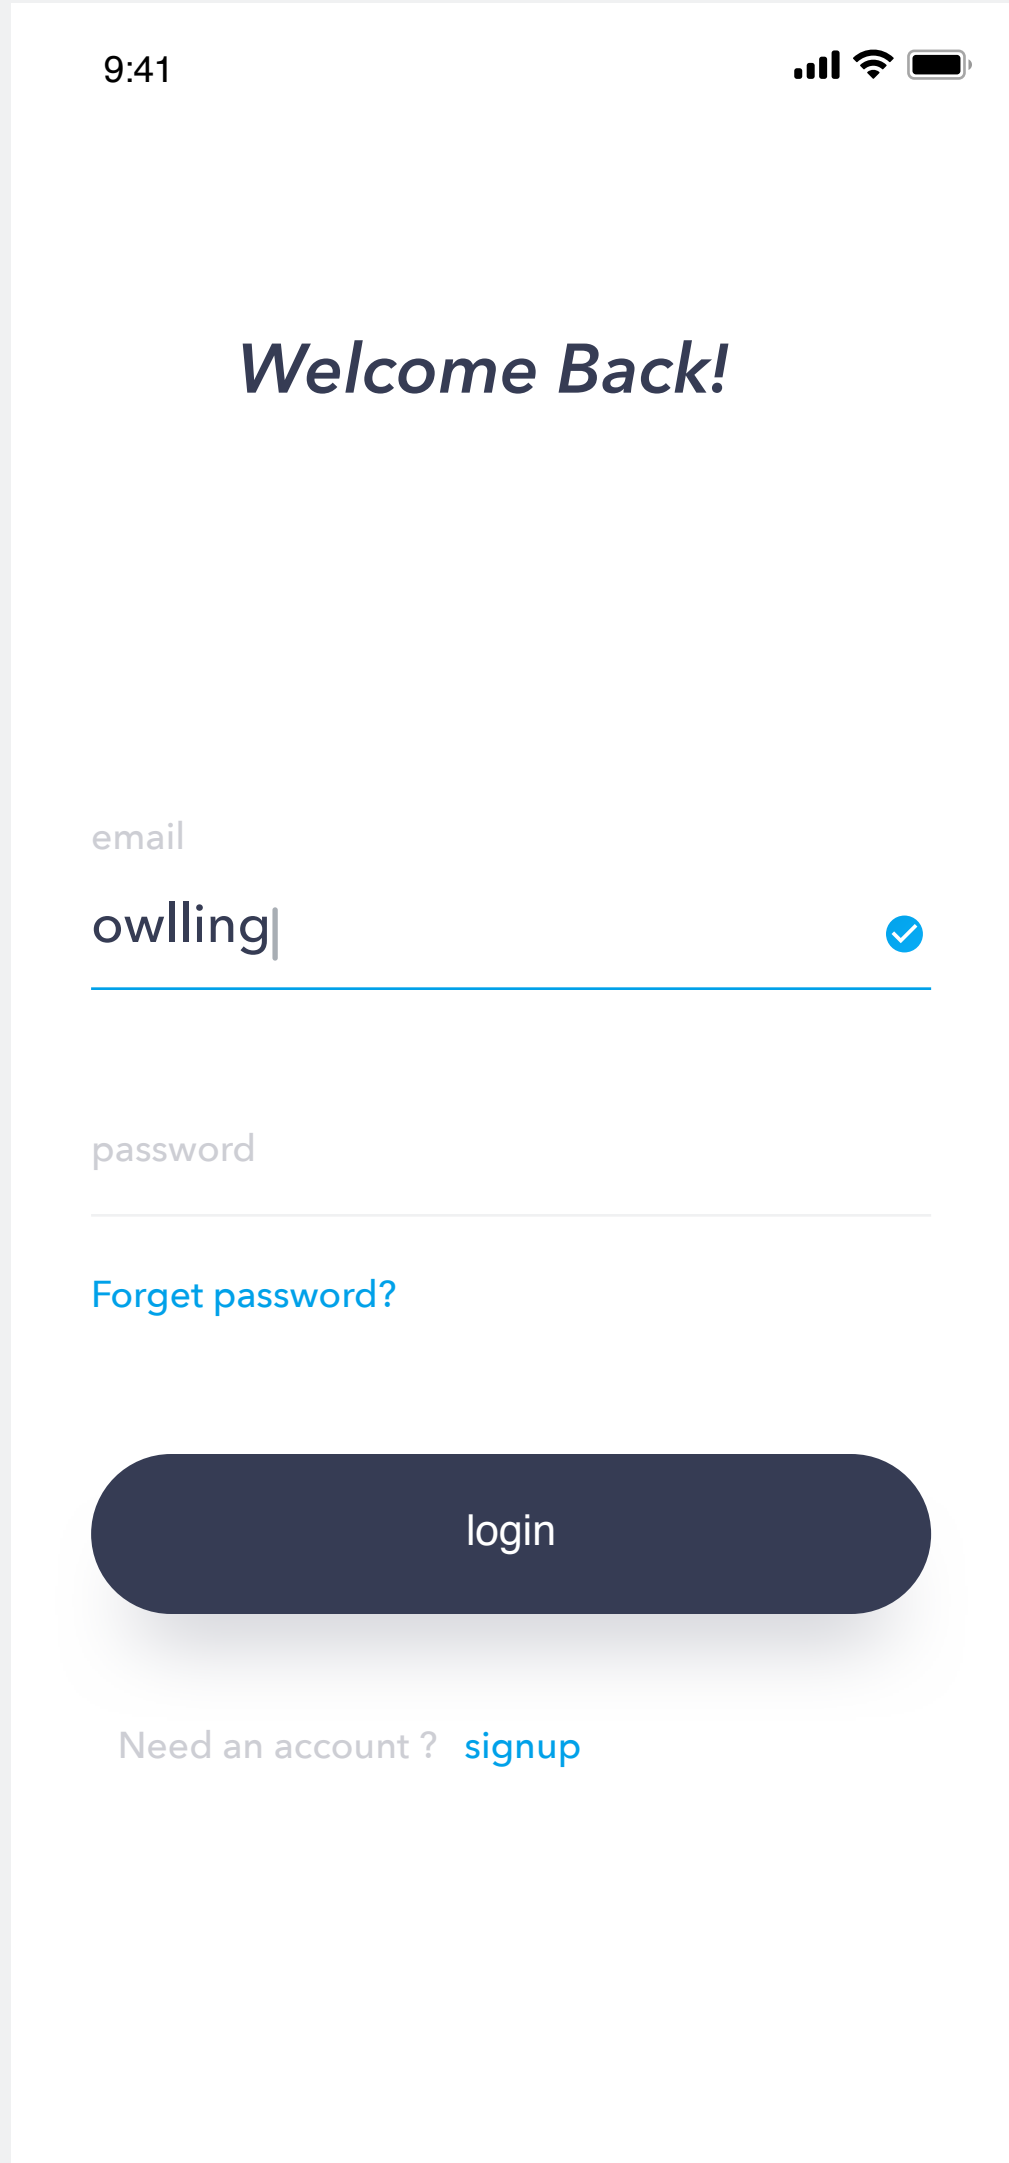 9:41
Welcome Back!
email
owlling
password
Forget password?
login
Need an account ? signup